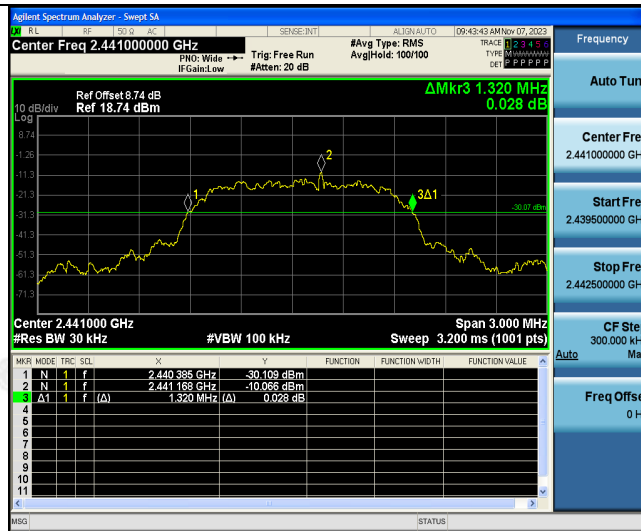 Agilent Spectrum Analyzer - Swept SA
LXI RL RF 50 Ω AC SENSE:INT ALIGN AUTO 09:43:43 AM Nov 07, 2023
Center Freq 2.441000000 GHz #Avg Type: RMS TRACE 1 2 3 4 5 6
PNO: Wide Trig: Free Run Avg|Hold: 100/100 TYPE MWWWWW
IFGain:Low #Atten: 20 dB DET P P P P P P
ΔMkr3 1.320 MHz
0.028 dB
Ref Offset 8.74 dB
10 dB/div Ref 18.74 dBm
Log
8.74
-1.26
-11.3
-21.3
-31.3
-41.3
-51.3
-61.3
-71.3
1
2
3Δ1
-30.07 dBm
Center 2.441000 GHz Span 3.000 MHz
#Res BW 30 kHz #VBW 100 kHz Sweep 3.200 ms (1001 pts)
MKR MODE TRC SCL X Y FUNCTION FUNCTION WIDTH FUNCTION VALUE
1 N 1 f 2.440 385 GHz -30.109 dBm
2 N 1 f 2.441 168 GHz -10.066 dBm
3 Δ1 1 f (Δ) 1.320 MHz (Δ) 0.028 dB
4
5
6
7
8
9
10
11
MSG STATUS
Frequency
Auto Tun
Center Fre
2.441000000 GH
Start Fre
2.439500000 GH
Stop Fre
2.442500000 GH
CF Ste
300.000 kH
Auto Ma
Freq Offse
0 H